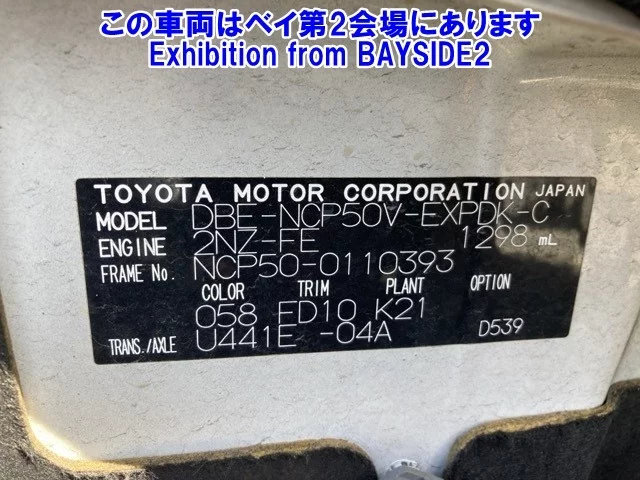 この車両はベイ第2会場にあります
Exhibition from BAYSIDE2
TOYOTA MOTOR CORPORATION JAPAN
MODEL DBE-NCP50V-EXPDK-C
ENGINE 2NZ-FE 1298 mL
FRAME No. NCP50-0110393
COLOR TRIM PLANT OPTION
058 FD10 K21
TRANS./AXLE U441E -04A D539